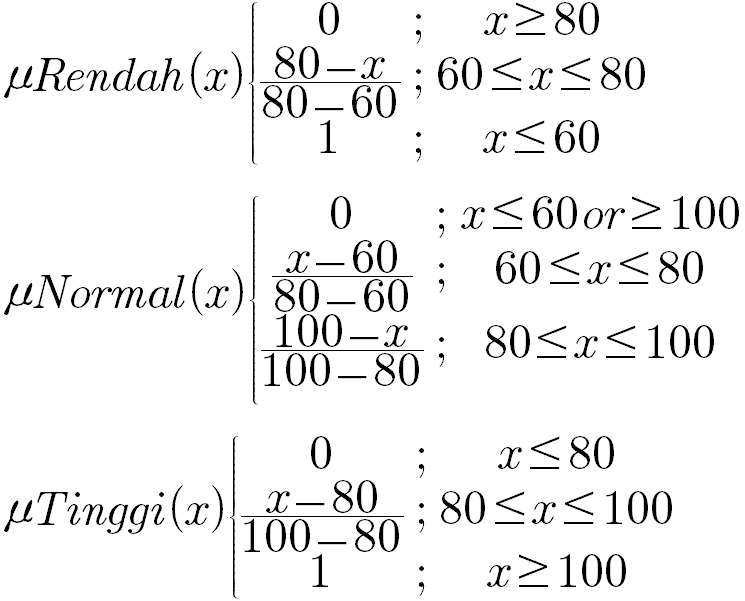 μRendah(x) { 0 ; x≥80
80−x / 80−60 ; 60≤x≤80
1 ; x≤60
μNormal(x) { 0 ; x≤60 or ≥100
x−60 / 80−60 ; 60≤x≤80
100−x / 100−80 ; 80≤x≤100
μTinggi(x) { 0 ; x≤80
x−80 / 100−80 ; 80≤x≤100
1 ; x≥100